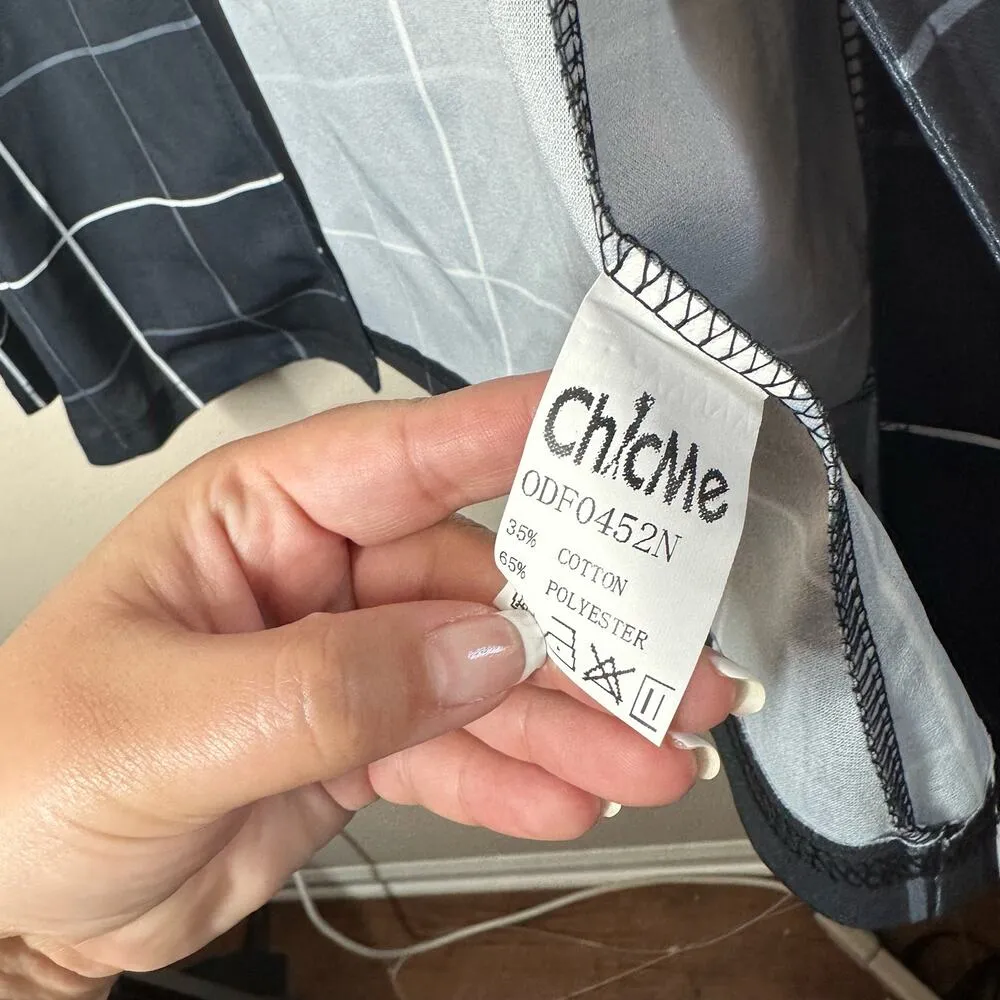 ChicMe
ODF0452N
35% COTTON
65% POLYESTER